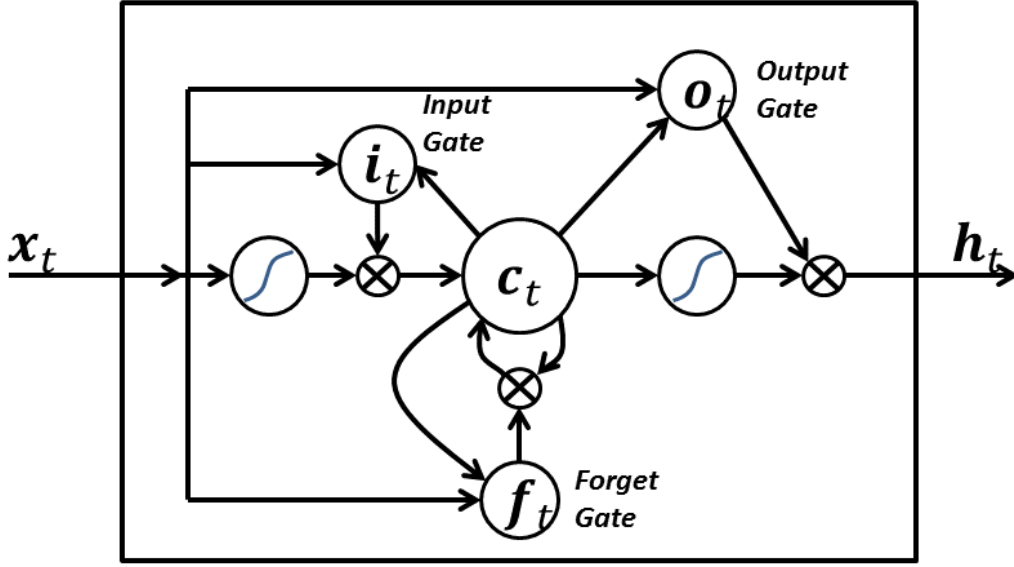 Output
Gate
o_t
Input
Gate
i_t
x_t
c_t
h_t
Forget
Gate
f_t